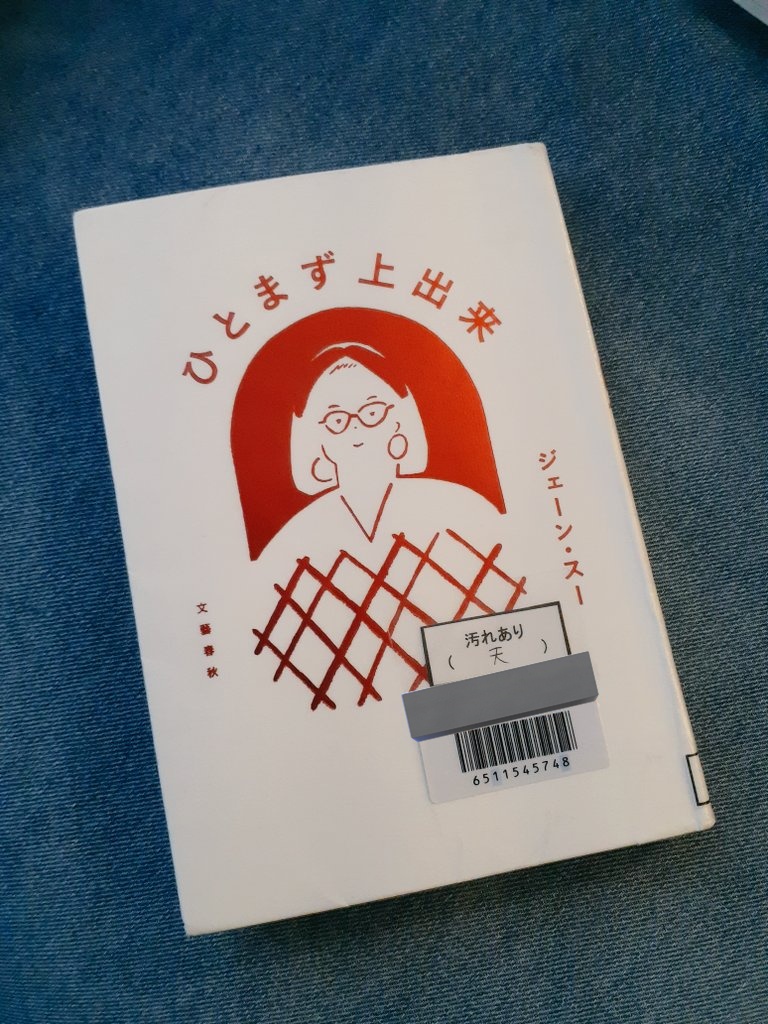 ひとまず上出来
ジェーン・スー
文藝春秋
汚れあり
( 天 )
6511545748